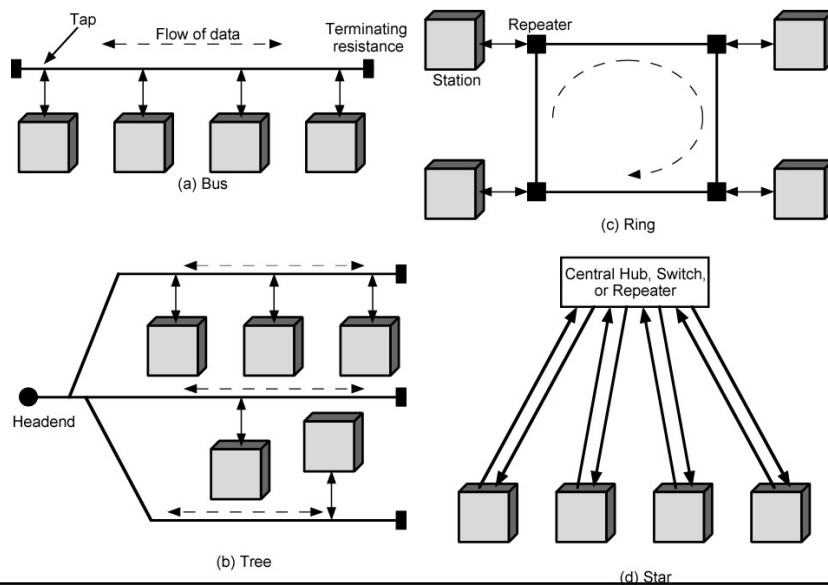 Tap
Flow of data
Terminating
resistance
(a) Bus
Repeater
Station
(c) Ring
Headend
(b) Tree
Central Hub, Switch,
or Repeater
(d) Star